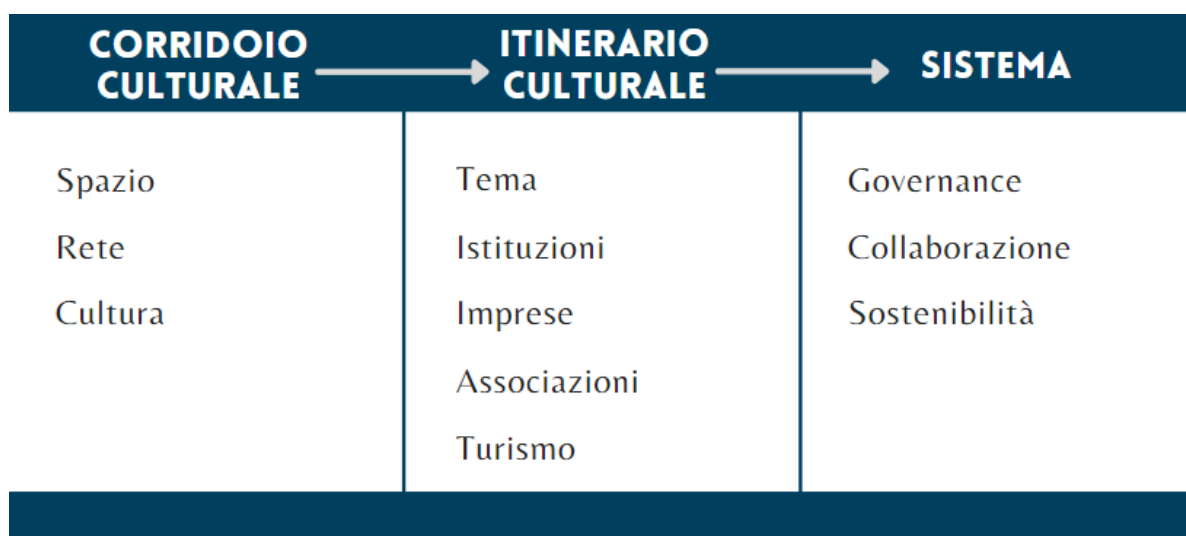 CORRIDOIO
CULTURALE
ITINERARIO
CULTURALE
SISTEMA
Spazio
Rete
Cultura
Tema
Istituzioni
Imprese
Associazioni
Turismo
Governance
Collaborazione
Sostenibilità